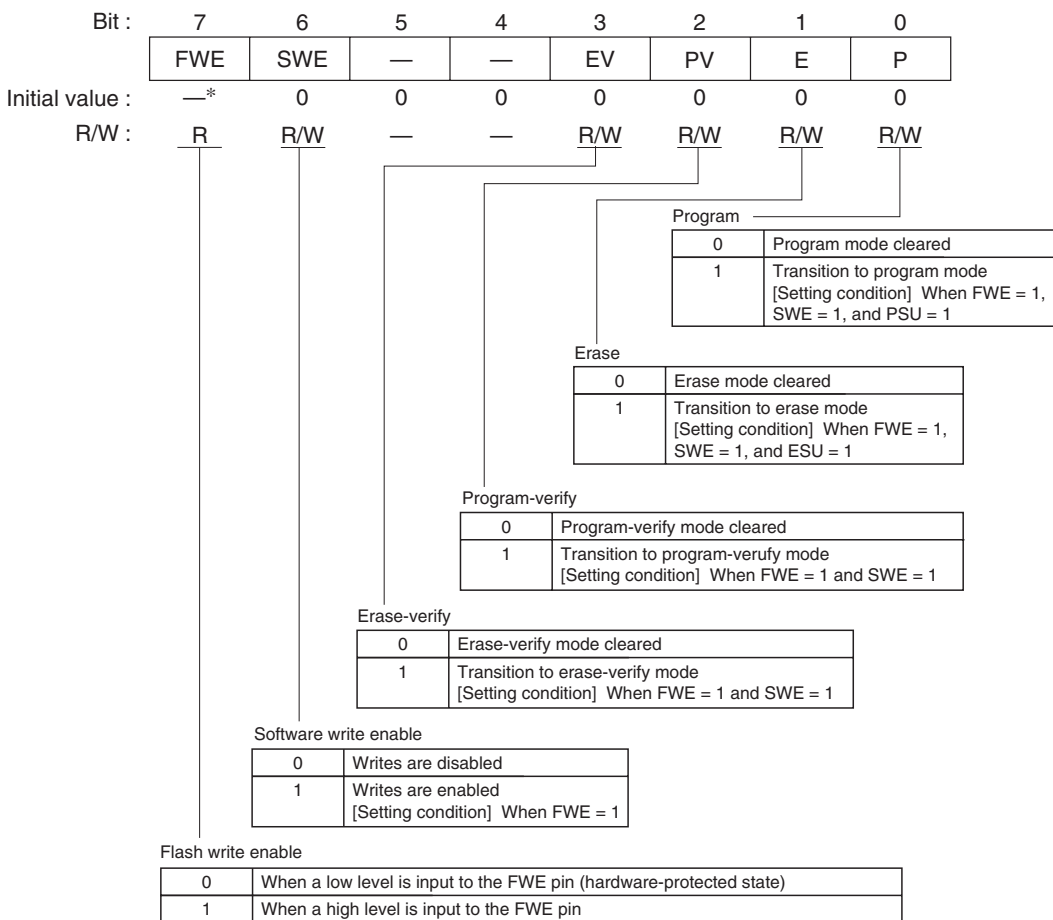 Bit : 7 6 5 4 3 2 1 0
FWE SWE — — EV PV E P
Initial value : —* 0 0 0 0 0 0 0
R/W : R R/W — — R/W R/W R/W R/W
Program
0 Program mode cleared
1 Transition to program mode
[Setting condition] When FWE = 1,
SWE = 1, and PSU = 1
Erase
0 Erase mode cleared
1 Transition to erase mode
[Setting condition] When FWE = 1,
SWE = 1, and ESU = 1
Program-verify
0 Program-verify mode cleared
1 Transition to program-verufy mode
[Setting condition] When FWE = 1 and SWE = 1
Erase-verify
0 Erase-verify mode cleared
1 Transition to erase-verify mode
[Setting condition] When FWE = 1 and SWE = 1
Software write enable
0 Writes are disabled
1 Writes are enabled
[Setting condition] When FWE = 1
Flash write enable
0 When a low level is input to the FWE pin (hardware-protected state)
1 When a high level is input to the FWE pin